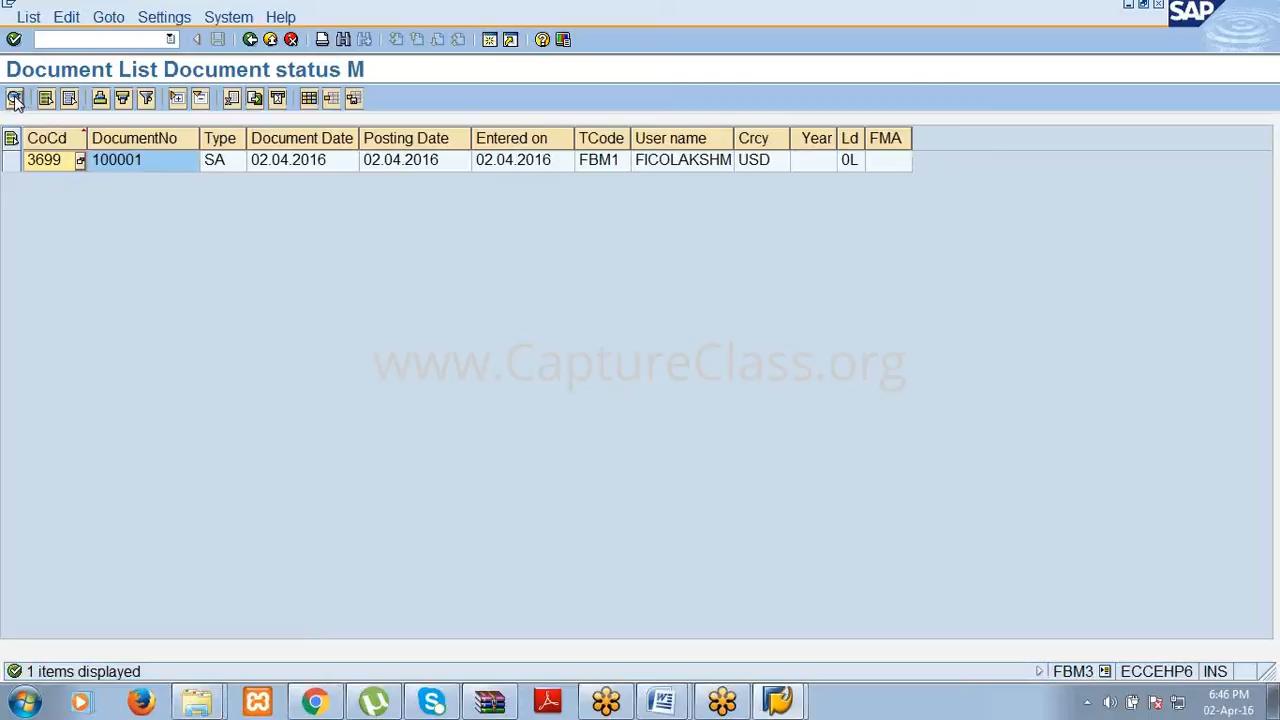 List Edit Goto Settings System Help
SAP
Document List Document status M
CoCd DocumentNo Type Document Date Posting Date Entered on TCode User name Crcy Year Ld FMA
3699 100001 SA 02.04.2016 02.04.2016 02.04.2016 FBM1 FICOLAKSHM USD 0L
www.CaptureClass.org
1 items displayed FBM3 ECCEHP6 INS
6:46 PM
02-Apr-16